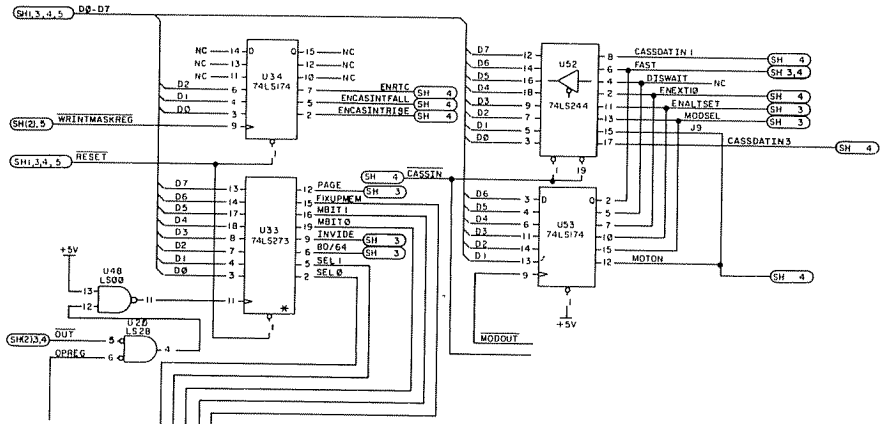 SH1,3,4,5 D0-D7
NC 14 D Q 15 NC
NC 13 12 NC
NC 11 10 NC
U34
74LS174
D2 6 7 ENRTC SH 4
D1 4 5 ENCASINTFALL SH 4
D0 3 2 ENCASINTRISE SH 4
SH(2),5 WRINTMASKREG 9
1
SH1,3,4,5 RESET
D7 13 12 PAGE SH 3
D6 14 15 FIXUPMEM
D5 17 16 MBIT1
D4 18 19 MBIT0
U33
74LS273
D3 8 9 INVIDE SH 3
D2 7 6 80/64 SH 3
D1 4 5 SEL1
D0 3 2 SEL0
11
*
1
+5V
U48
LS00
13
12
11
U20
LS28
SH(2)3,4 OUT 5
4
OPREG 6
U52
74LS244
D7 12 8 CASSDATIN1 SH 4
D6 14 6 FAST SH 3,4
D5 16 4 DISWAIT NC
D4 18 2 ENEXTIO SH 4
D3 9 11 ENALTSET SH 3
D2 7 13 MODSEL SH 3
D1 5 15 J9
D0 3 17 CASSDATIN3 SH 4
1 19
SH 4 CASSIN
D6 3 D Q 2
D5 4 5
U53
74LS174
D4 6 7
D3 11 10
D2 14 15
D1 13 12 MOTON
9
SH 4
1
+5V
MODOUT